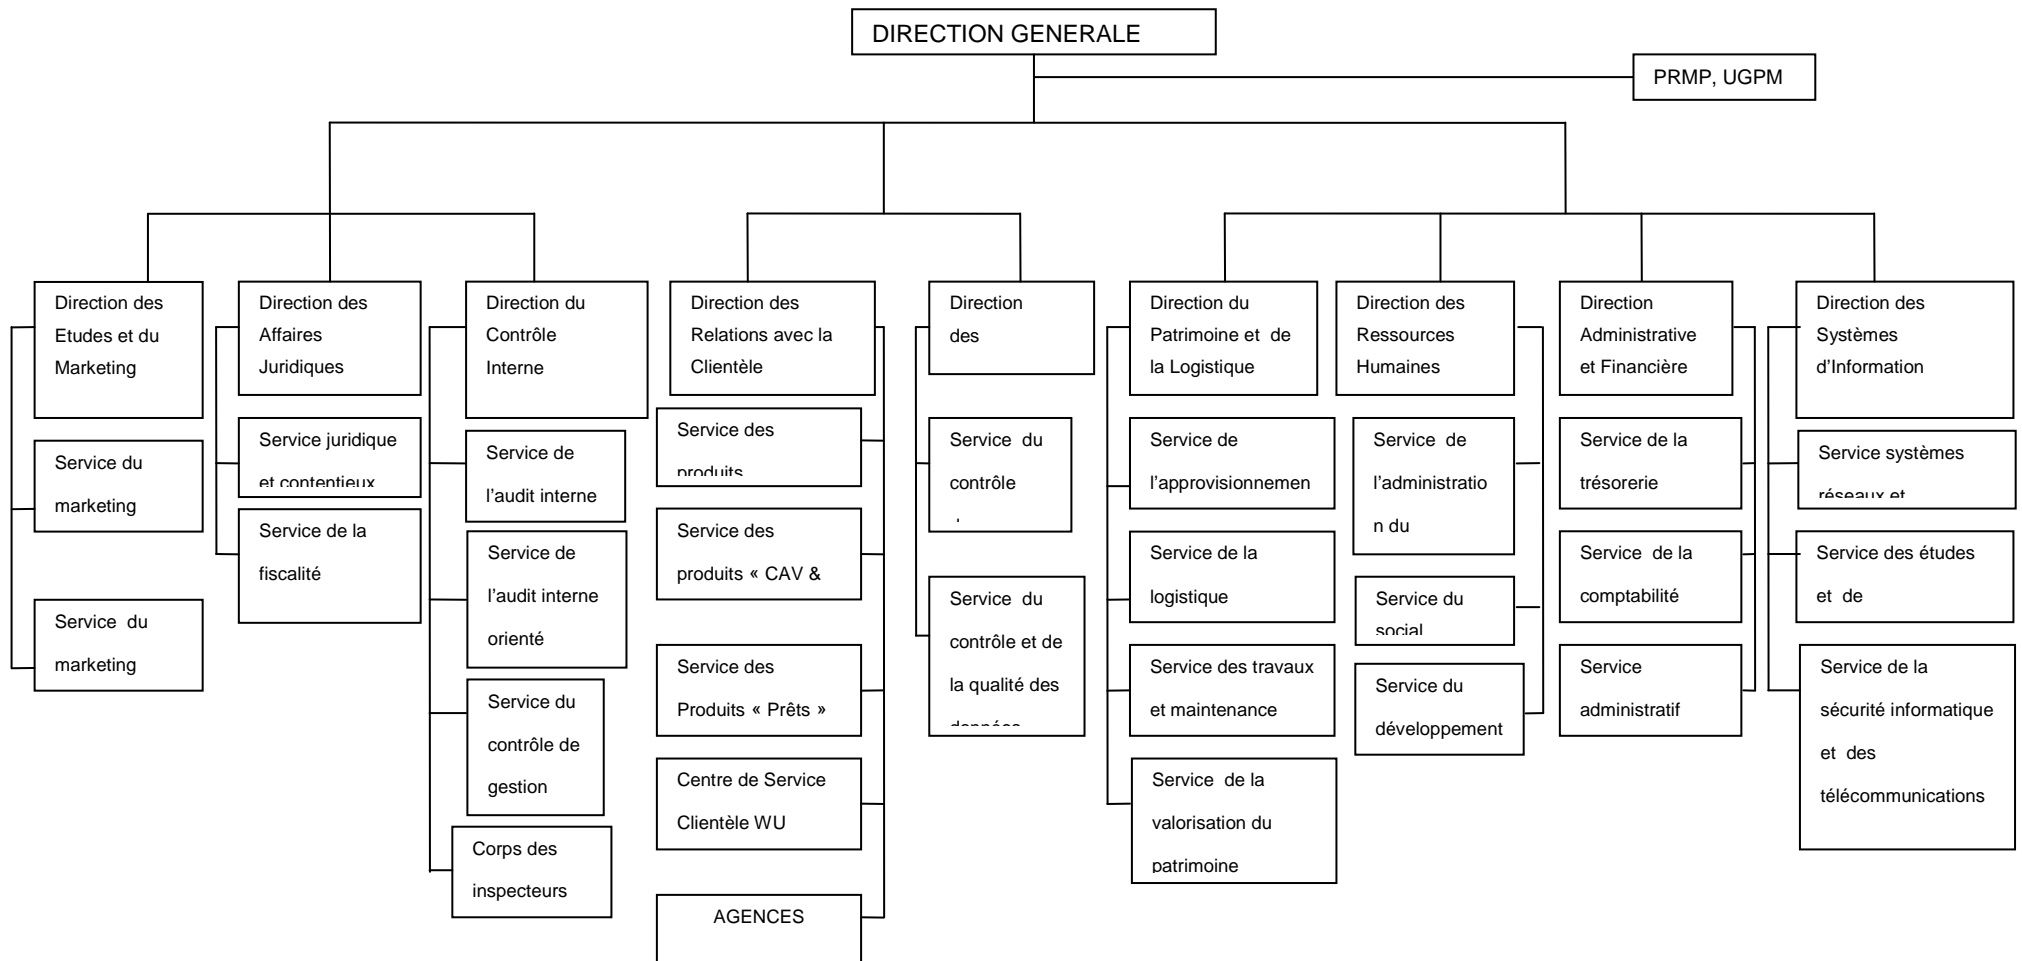 DIRECTION GENERALE
PRMP, UGPM
Direction des
Etudes et du
Marketing
Service du
marketing
Service du
marketing
Direction des
Affaires
Juridiques
Service juridique
et contentieux
Service de la
fiscalité
Direction du
Contrôle
Interne
Service de
l’audit interne
Service de
l’audit interne
orienté
Service du
contrôle de
gestion
Corps des
inspecteurs
Direction des
Relations avec la
Clientèle
Service des
produits
Service des
produits « CAV &
Service des
Produits « Prêts »
Centre de Service
Clientèle WU
AGENCES
Direction
des
Service du
contrôle
Service du
contrôle et de
la qualité des
données
Direction du
Patrimoine et de
la Logistique
Service de
l’approvisionnemen
Service de la
logistique
Service des travaux
et maintenance
Service de la
valorisation du
patrimoine
Direction des
Ressources
Humaines
Service de
l’administratio
n du
Service du
social
Service du
développement
Direction
Administrative
et Financière
Service de la
trésorerie
Service de la
comptabilité
Service
administratif
Direction des
Systèmes
d’Information
Service systèmes
réseaux et
Service des études
et de
Service de la
sécurité informatique
et des
télécommunications